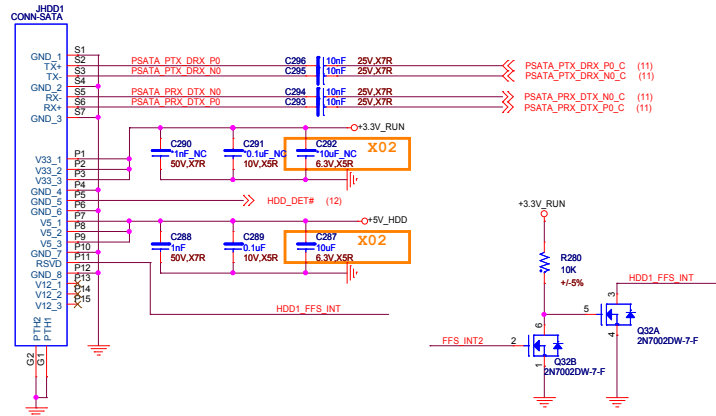 JHDD1
CONN-SATA
GND_1 S1
TX+ S2 PSATA_PTX_DRX_P0 C296 10nF 25V,X7R PSATA_PTX_DRX_P0_C (11)
TX- S3 PSATA_PTX_DRX_N0 C295 10nF 25V,X7R PSATA_PTX_DRX_N0_C (11)
GND_2 S4
RX- S5 PSATA_PRX_DTX_N0 C294 10nF 25V,X7R PSATA_PRX_DTX_N0_C (11)
RX+ S6 PSATA_PRX_DTX_P0 C293 10nF 25V,X7R PSATA_PRX_DTX_P0_C (11)
GND_3 S7
+3.3V_RUN
C290 C291 C292 X02
*1nF_NC *0.1uF_NC *10uF_NC
50V,X7R 10V,X5R 6.3V,X5R
V33_1 P1
V33_2 P2
V33_3 P3
GND_4 P4
GND_5 P5 HDD_DET# (12)
GND_6 P6
V5_1 P7 +5V_HDD
V5_2 P8
V5_3 P9
GND_7 P10
RSVD P11
GND_8 P12
V12_1 P13
V12_2 P14
V12_3 P15
C288 C289 C287 X02
1nF 0.1uF 10uF
50V,X7R 10V,X5R 6.3V,X5R
HDD1_FFS_INT
PTH2 PTH1
G2 G1
+3.3V_RUN
R280
10K
+/-5%
HDD1_FFS_INT
3
5
4
Q32A
2N7002DW-7-F
FFS_INT2 2
6
1
Q32B
2N7002DW-7-F